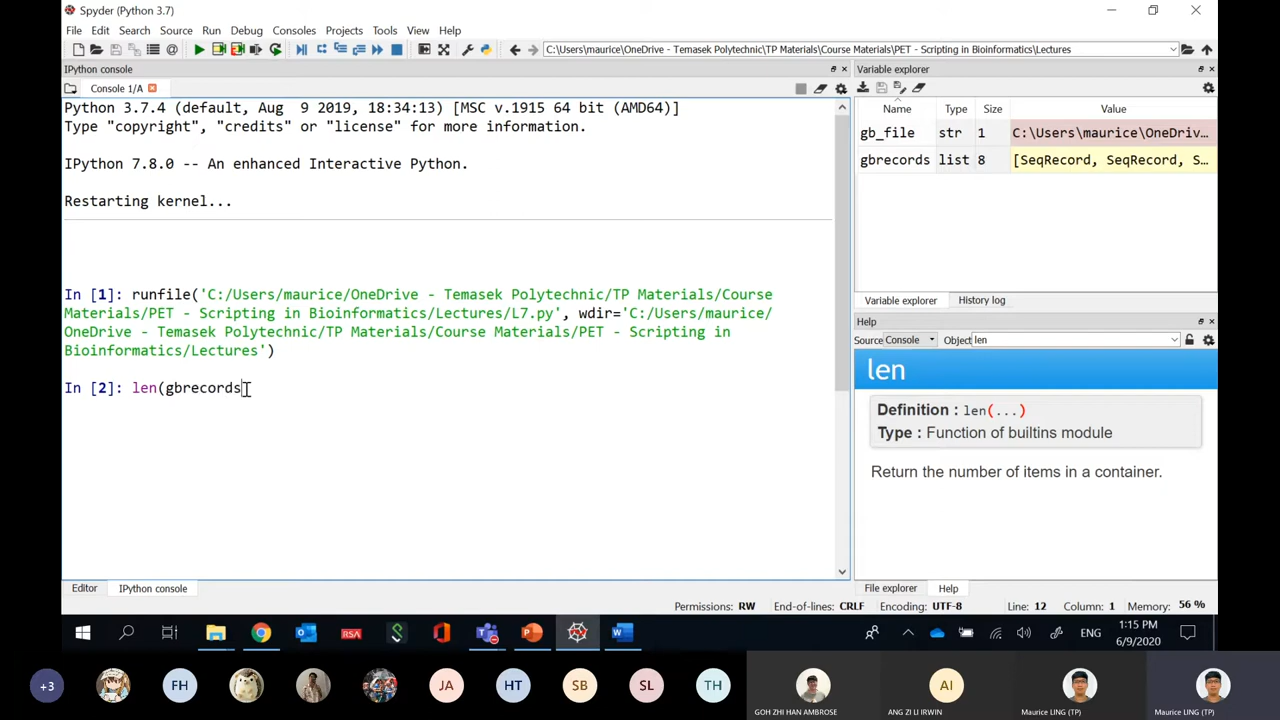 Spyder (Python 3.7)
File Edit Search Source Run Debug Consoles Projects Tools View Help
C:\Users\maurice\OneDrive - Temasek Polytechnic\TP Materials\Course Materials\PET - Scripting in Bioinformatics\Lectures
IPython console
Console 1/A
Python 3.7.4 (default, Aug  9 2019, 18:34:13) [MSC v.1915 64 bit (AMD64)]
Type "copyright", "credits" or "license" for more information.
IPython 7.8.0 -- An enhanced Interactive Python.
Restarting kernel...
In [1]: runfile('C:/Users/maurice/OneDrive - Temasek Polytechnic/TP Materials/Course
Materials/PET - Scripting in Bioinformatics/Lectures/L7.py', wdir='C:/Users/maurice/
OneDrive - Temasek Polytechnic/TP Materials/Course Materials/PET - Scripting in
Bioinformatics/Lectures')
In [2]: len(gbrecords
Editor IPython console
Variable explorer
Name Type Size Value
gb_file str 1 C:\Users\maurice\OneDriv...
gbrecords list 8 [SeqRecord, SeqRecord, S...
Variable explorer History log
Help
Source Console Object len
len
Definition : len(...)
Type : Function of builtins module
Return the number of items in a container.
File explorer Help
Permissions: RW End-of-lines: CRLF Encoding: UTF-8 Line: 12 Column: 1 Memory: 56 %
RSA
ENG
1:15 PM
6/9/2020
+3 FH JA HT SB SL TH AI
GOH ZHI HAN AMBROSE ANG ZI LI IRWIN Maurice LING (TP) Maurice LING (TP)